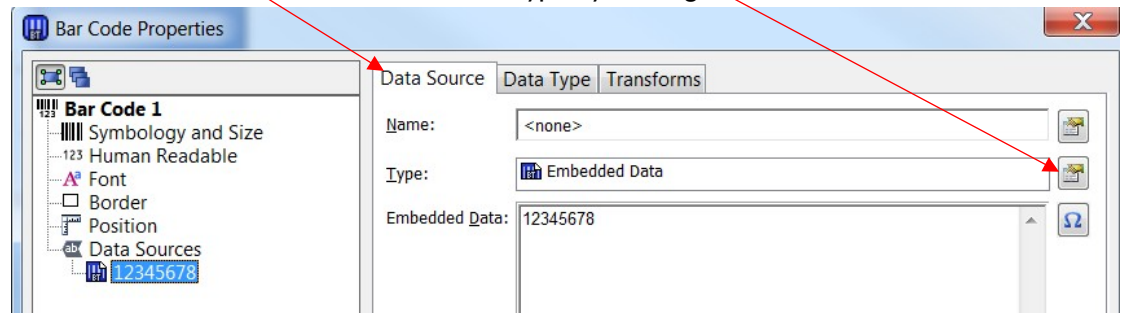 Bar Code Properties
X
Data Source Data Type Transforms
Bar Code 1
Symbology and Size
123 Human Readable
Font
Border
Position
Data Sources
12345678
Name: <none>
Type: Embedded Data
Embedded Data: 12345678
Ω